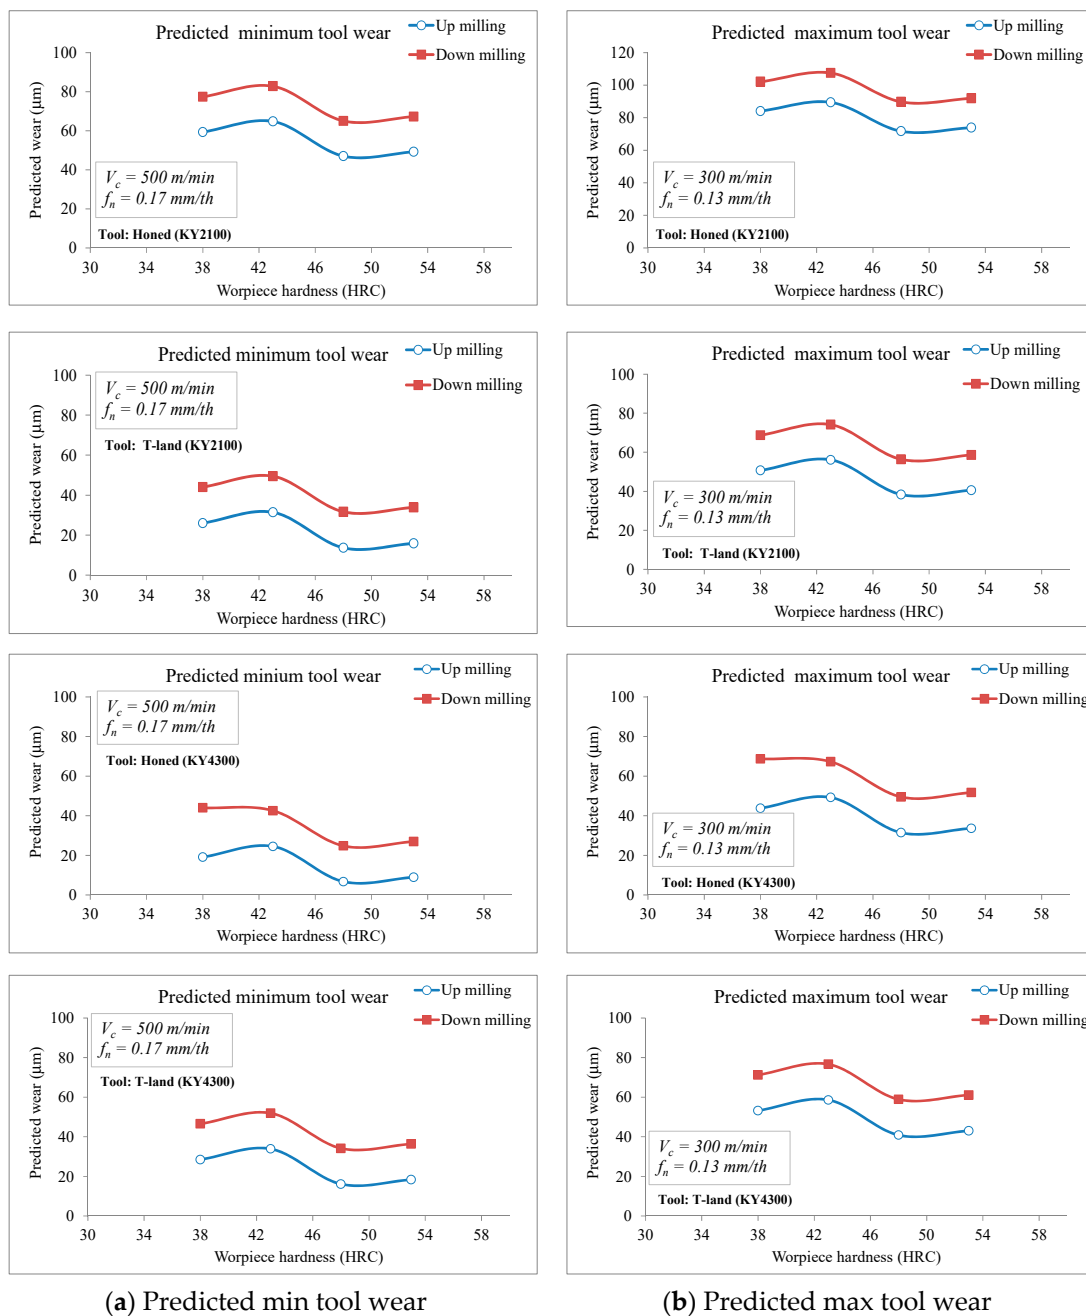 Predicted minimum tool wear
Up milling
Down milling
100
80
60
40
20
0
Predicted wear (μm)
V_c = 500 m/min
f_n = 0.17 mm/th
Tool: Honed (KY2100)
30 34 38 42 46 50 54 58
Worpiece hardness (HRC)
Predicted maximum tool wear
Up milling
Down milling
120
100
80
60
40
20
0
Predicted wear (μm)
V_c = 300 m/min
f_n = 0.13 mm/th
Tool: Honed (KY2100)
30 34 38 42 46 50 54 58
Worpiece hardness (HRC)
Predicted minimum tool wear
Up milling
Down milling
100
80
60
40
20
0
Predicted wear (μm)
V_c = 500 m/min
f_n = 0.17 mm/th
Tool: T-land (KY2100)
30 34 38 42 46 50 54 58
Worpiece hardness (HRC)
Predicted maximum tool wear
Up milling
Down milling
100
80
60
40
20
0
Predicted wear (μm)
V_c = 300 m/min
f_n = 0.13 mm/th
Tool: T-land (KY2100)
30 34 38 42 46 50 54 58
Worpiece hardness (HRC)
Predicted minium tool wear
Up milling
Down milling
100
80
60
40
20
0
Predicted wear (μm)
V_c = 500 m/min
f_n = 0.17 mm/th
Tool: Honed (KY4300)
30 34 38 42 46 50 54 58
Worpiece hardness (HRC)
Predicted maximum tool wear
Up milling
Down milling
100
80
60
40
20
0
Predicted wear (μm)
V_c = 300 m/min
f_n = 0.13 mm/th
Tool: Honed (KY4300)
30 34 38 42 46 50 54 58
Worpiece hardness (HRC)
Predicted minimum tool wear
Up milling
Down milling
100
80
60
40
20
0
Predicted wear (μm)
V_c = 500 m/min
f_n = 0.17 mm/th
Tool: T-land (KY4300)
30 34 38 42 46 50 54 58
Worpiece hardness (HRC)
Predicted maximum tool wear
Up milling
Down milling
100
80
60
40
20
0
Predicted wear (μm)
V_c = 300 m/min
f_n = 0.13 mm/th
Tool: T-land (KY4300)
30 34 38 42 46 50 54 58
Worpiece hardness (HRC)
(a) Predicted min tool wear
(b) Predicted max tool wear